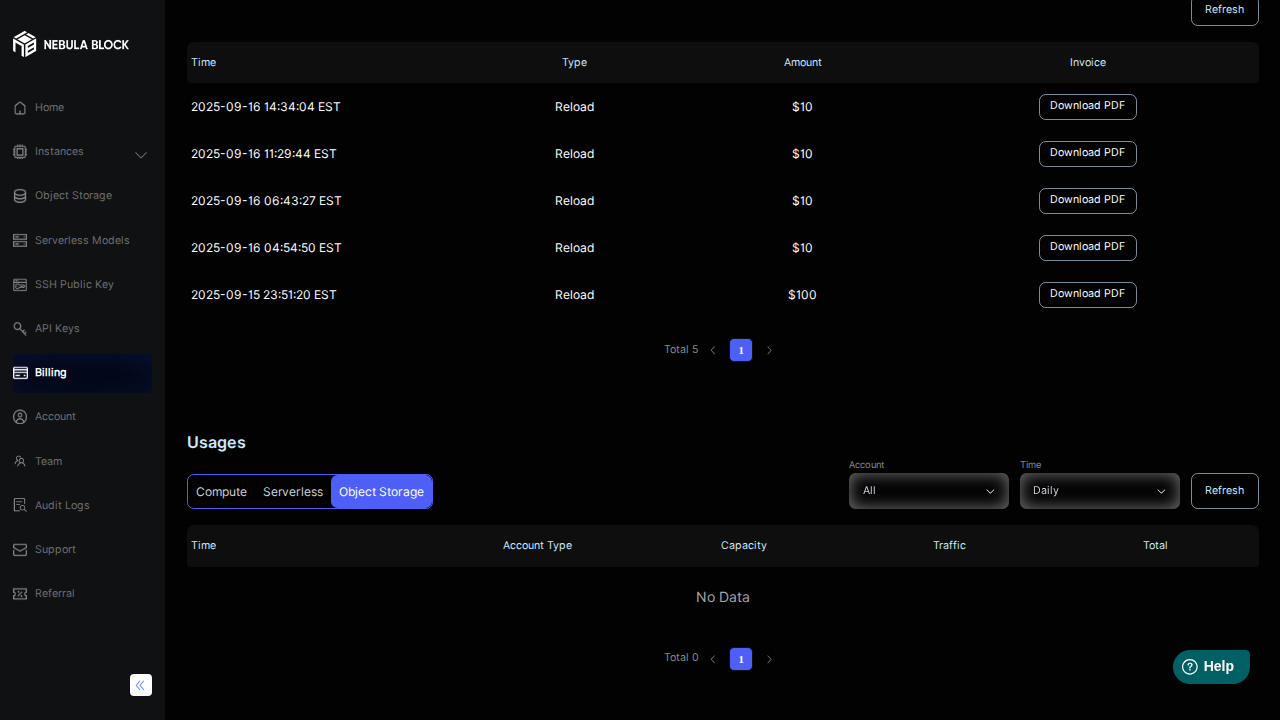 Refresh
NEBULA BLOCK
Time Type Amount Invoice
2025-09-16 14:34:04 EST Reload $10 Download PDF
2025-09-16 11:29:44 EST Reload $10 Download PDF
2025-09-16 06:43:27 EST Reload $10 Download PDF
2025-09-16 04:54:50 EST Reload $10 Download PDF
2025-09-15 23:51:20 EST Reload $100 Download PDF
Total 5 1
Home
Instances
Object Storage
Serverless Models
SSH Public Key
API Keys
Billing
Account
Team
Audit Logs
Support
Referral
Usages
Compute Serverless Object Storage
Account Time
All Daily Refresh
Time Account Type Capacity Traffic Total
No Data
Total 0 1
Help